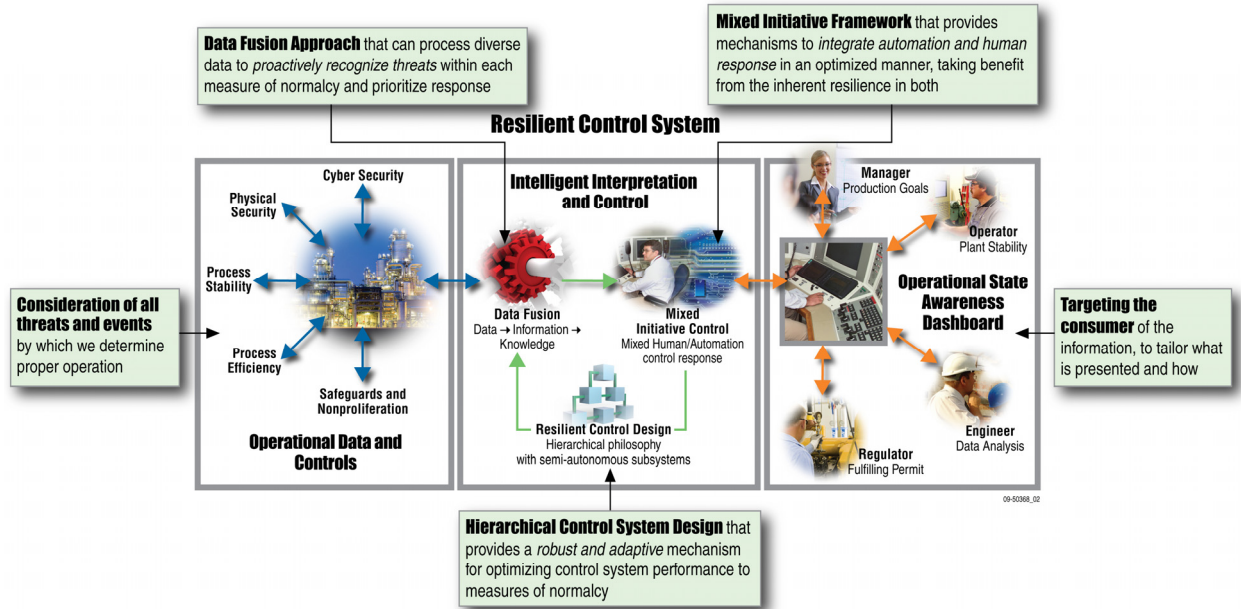 Data Fusion Approach that can process diverse
data to proactively recognize threats within each
measure of normalcy and prioritize response
Mixed Initiative Framework that provides
mechanisms to integrate automation and human
response in an optimized manner, taking benefit
from the inherent resilience in both
Resilient Control System
Consideration of all
threats and events
by which we determine
proper operation
Cyber Security
Physical
Security
Process
Stability
Process
Efficiency
Safeguards and
Nonproliferation
Operational Data and
Controls
Intelligent Interpretation
and Control
Data Fusion
Data → Information →
Knowledge
Mixed
Initiative Control
Mixed Human/Automation
control response
Resilient Control Design
Hierarchical philosophy
with semi-autonomous subsystems
Manager
Production Goals
Operator
Plant Stability
Operational State
Awareness
Dashboard
Engineer
Data Analysis
Regulator
Fulfilling Permit
Targeting the
consumer of the
information, to tailor what
is presented and how
09-50368_02
Hierarchical Control System Design that
provides a robust and adaptive mechanism
for optimizing control system performance to
measures of normalcy